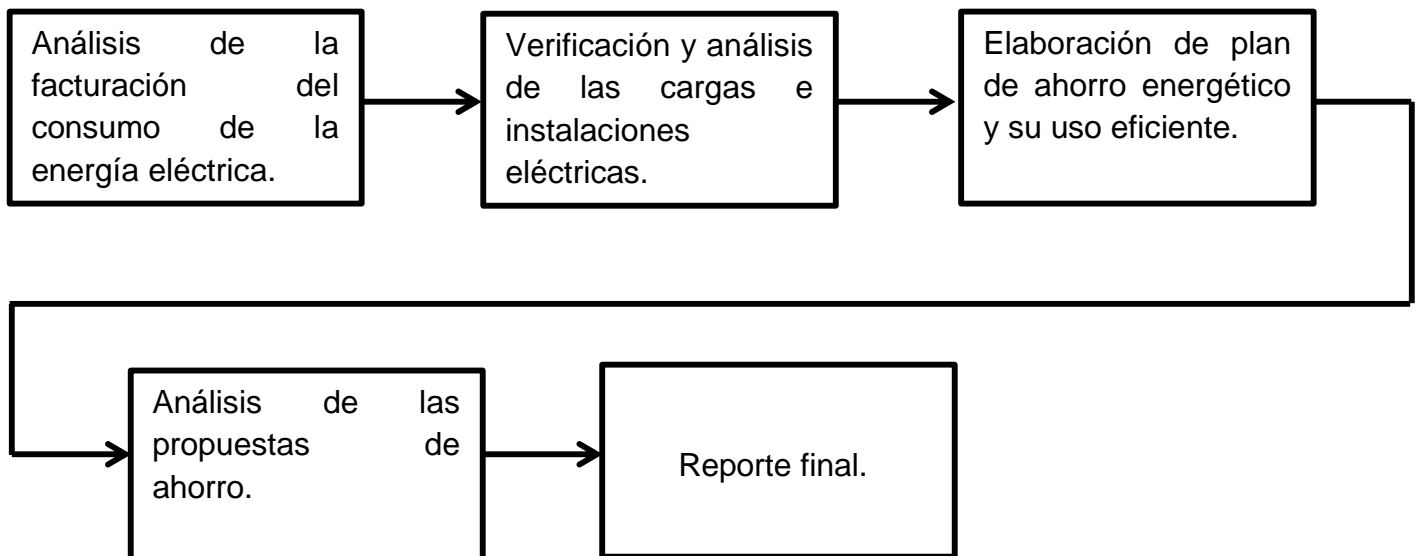 Análisis de la
facturación del
consumo de la
energía eléctrica.
Verificación y análisis
de las cargas e
instalaciones
eléctricas.
Elaboración de plan
de ahorro energético
y su uso eficiente.
Análisis de las
propuestas de
ahorro.
Reporte final.